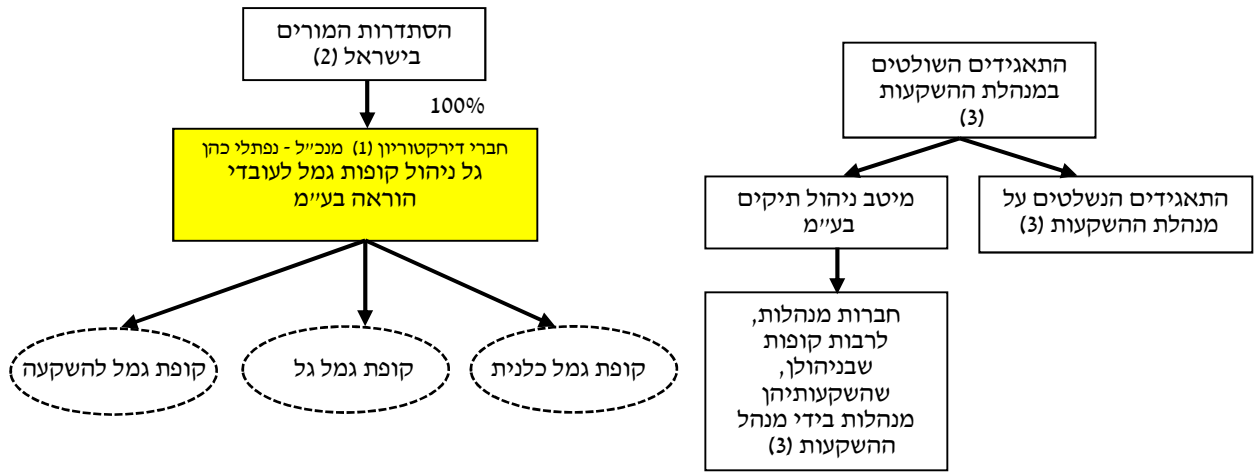 הסתדרות המורים
בישראל (2)
100%
חברי דירקטוריון (1) מנכ״ל - נפתלי כהן
גל ניהול קופות גמל לעובדי
הוראה בע״מ
קופת גמל כלנית
קופת גמל גל
קופת גמל להשקעה
התאגידים השולטים
במנהלת ההשקעות
(3)
התאגידים הנשלטים על
מנהלת ההשקעות (3)
מיטב ניהול תיקים
בע״מ
חברות מנהלות,
לרבות קופות
שבניהולן,
שהשקעותיהן
מנהלות בידי מנהל
ההשקעות (3)